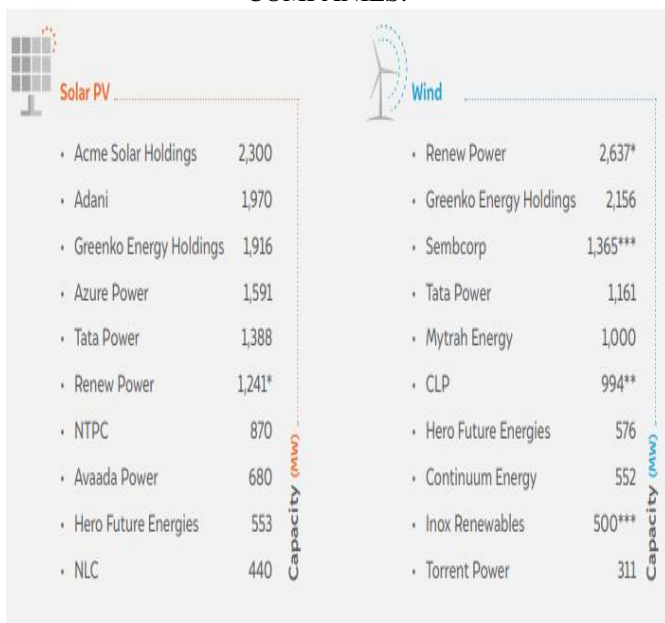 COMPANIES.
Solar PV
• Acme Solar Holdings 2,300
• Adani 1,970
• Greenko Energy Holdings 1,916
• Azure Power 1,591
• Tata Power 1,388
• Renew Power 1,241*
• NTPC 870
• Avaada Power 680
• Hero Future Energies 553
• NLC 440
Capacity (MW)
Wind
• Renew Power 2,637*
• Greenko Energy Holdings 2,156
• Sembcorp 1,365***
• Tata Power 1,161
• Mytrah Energy 1,000
• CLP 994**
• Hero Future Energies 576
• Continuum Energy 552
• Inox Renewables 500***
• Torrent Power 311
Capacity (MW)